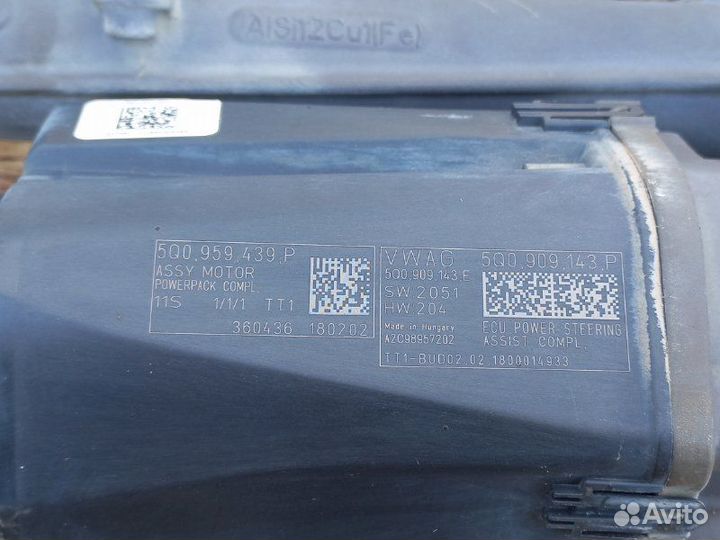 (AlSi12Cu1(Fe)
5Q0.959.439.P
ASSY MOTOR
POWERPACK COMPL.
11S 1/1/1 TT1
360436 180202
VWAG 5Q0.909.143.P
5Q0.909.143.E
SW.2051
HW.204
Made in Hungary
A2C98957202
ECU POWER-STEERING
ASSIST. COMPL.
TT1-BUD02.02.1800014933
Avito